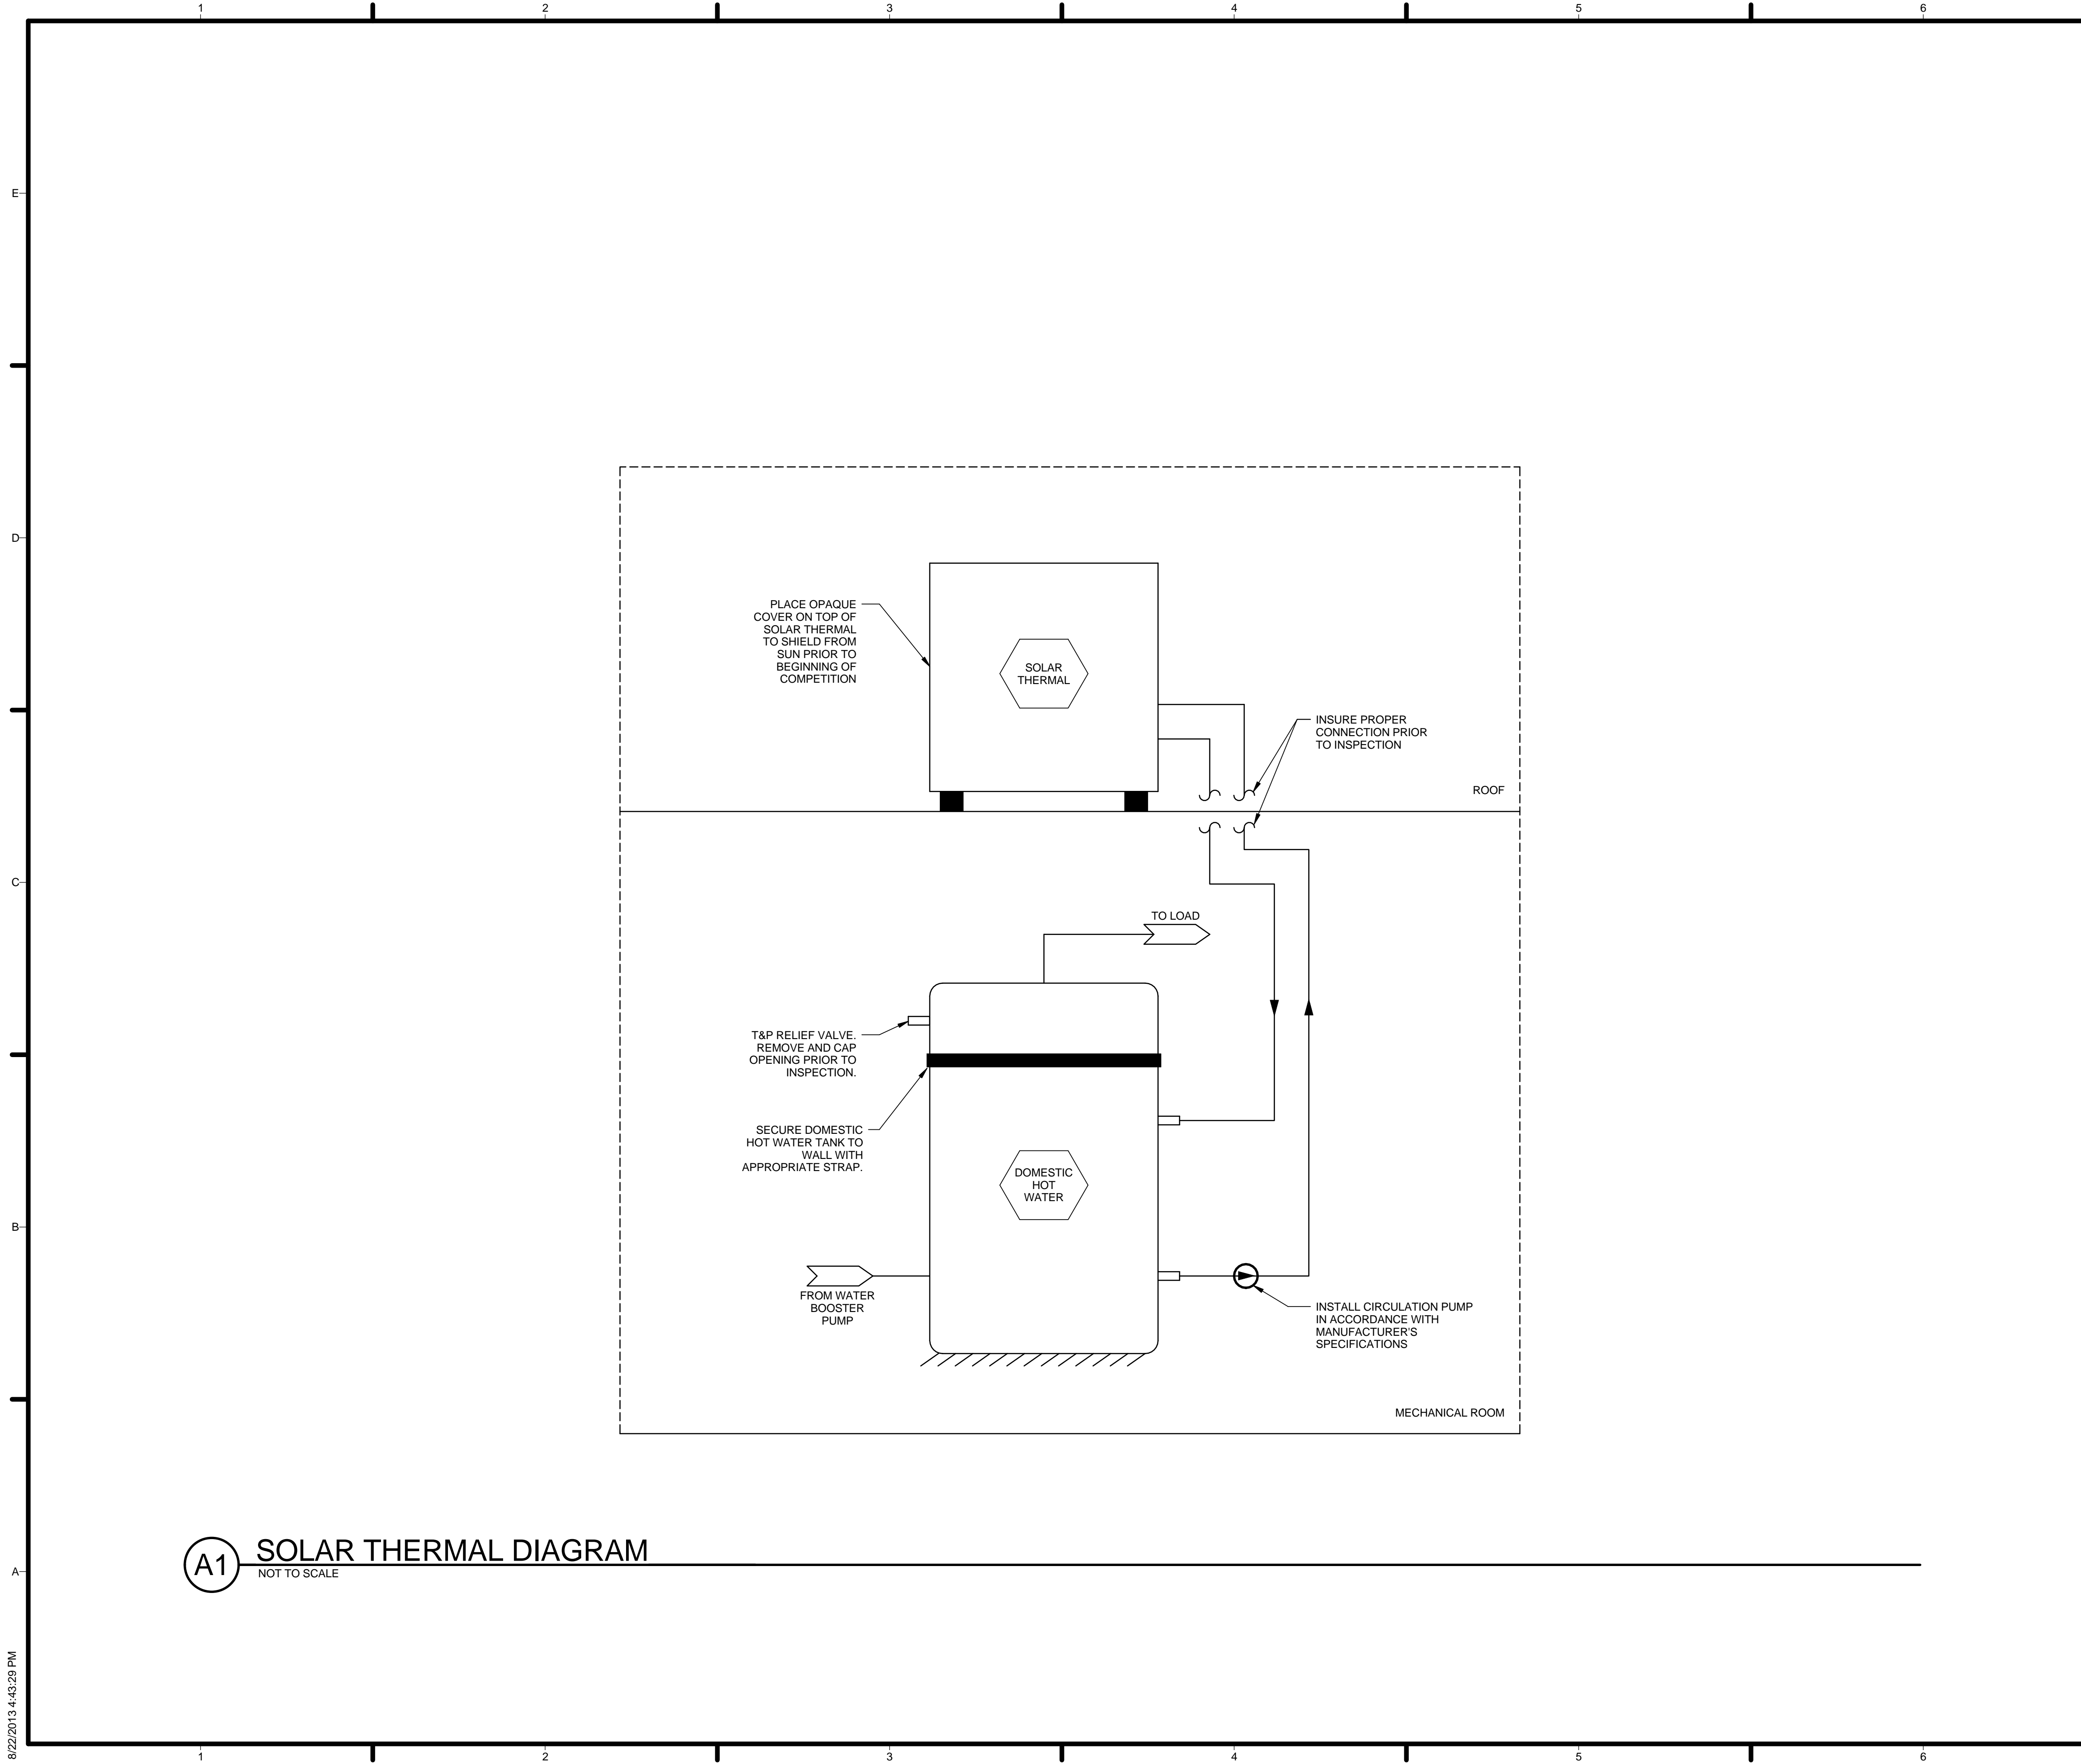 1 2 3 4 5 6
E
D
PLACE OPAQUE
COVER ON TOP OF
SOLAR THERMAL
TO SHIELD FROM
SUN PRIOR TO
BEGINNING OF
COMPETITION
SOLAR
THERMAL
INSURE PROPER
CONNECTION PRIOR
TO INSPECTION
ROOF
C
TO LOAD
T&P RELIEF VALVE.
REMOVE AND CAP
OPENING PRIOR TO
INSPECTION.
SECURE DOMESTIC
HOT WATER TANK TO
WALL WITH
APPROPRIATE STRAP.
DOMESTIC
HOT
WATER
B
FROM WATER
BOOSTER
PUMP
INSTALL CIRCULATION PUMP
IN ACCORDANCE WITH
MANUFACTURER'S
SPECIFICATIONS
MECHANICAL ROOM
A1
SOLAR THERMAL DIAGRAM
NOT TO SCALE
A
8/22/2013 4:43:29 PM
1 2 3 4 5 6